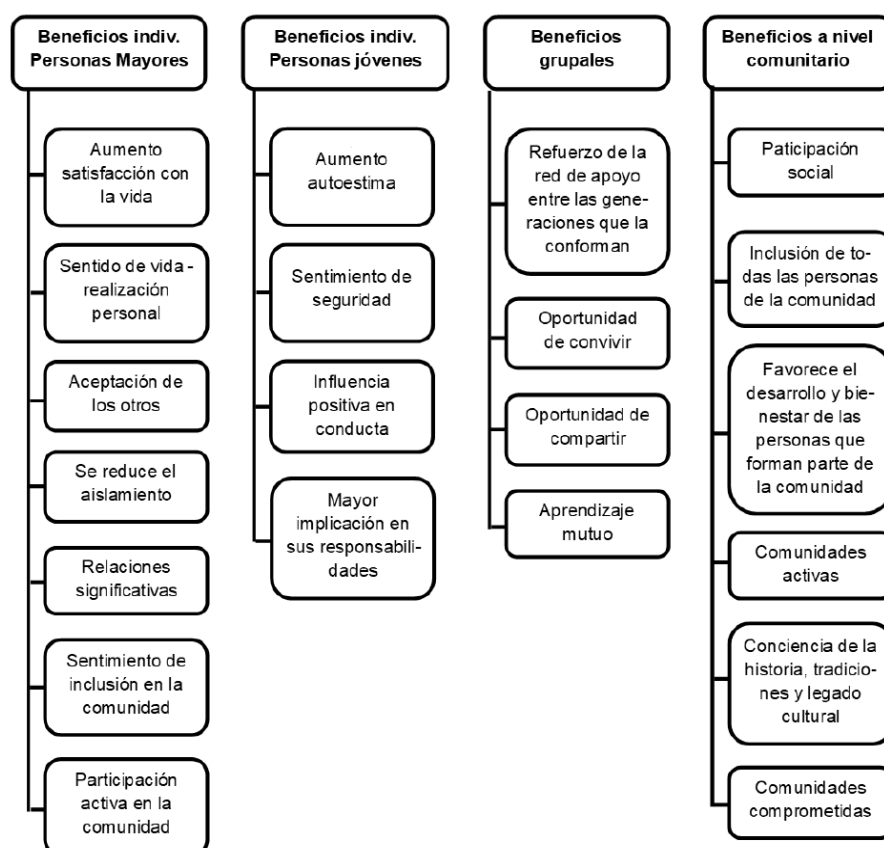 Beneficios indiv.
Personas Mayores
Aumento
satisfacción con
la vida
Sentido de vida -
realización
personal
Aceptación de
los otros
Se reduce el
aislamiento
Relaciones
significativas
Sentimiento de
inclusión en la
comunidad
Participación
activa en la
comunidad
Beneficios indiv.
Personas jóvenes
Aumento
autoestima
Sentimiento de
seguridad
Influencia
positiva en
conducta
Mayor
implicación en
sus responsabili-
dades
Beneficios
grupales
Refuerzo de la
red de apoyo
entre las gene-
raciones que la
conforman
Oportunidad
de convivir
Oportunidad de
compartir
Aprendizaje
mutuo
Beneficios a nivel
comunitario
Paticipación
social
Inclusión de to-
das las personas
de la comunidad
Favorece el
desarrollo y bie-
nestar de las
personas que
forman parte de
la comunidad
Comunidades
activas
Conciencia de la
historia, tradicio-
nes y legado
cultural
Comunidades
comprometidas